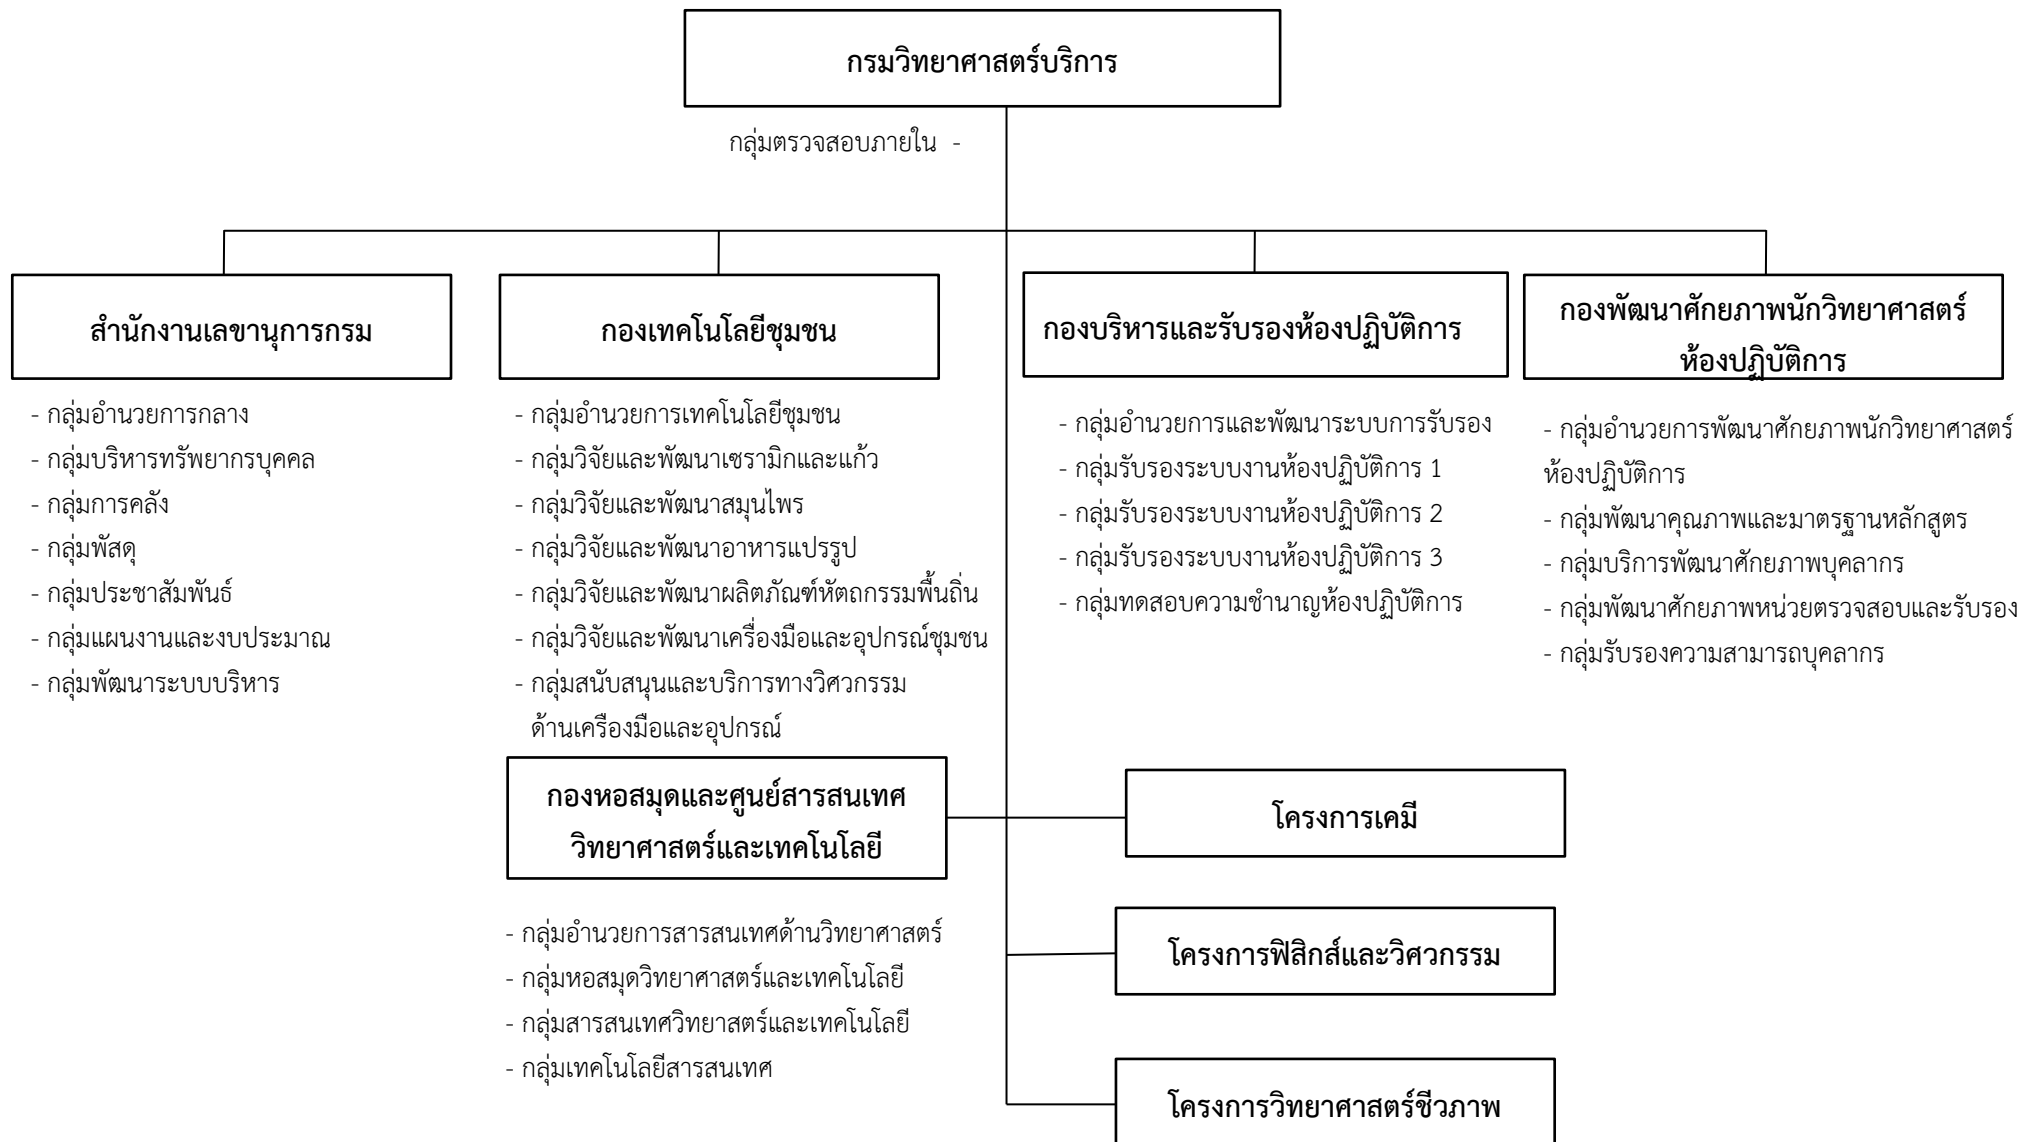 กรมวิทยาศาสตร์บริการ
กลุ่มตรวจสอบภายใน -
สำนักงานเลขานุการกรม
- กลุ่มอำนวยการกลาง
- กลุ่มบริหารทรัพยากรบุคคล
- กลุ่มการคลัง
- กลุ่มพัสดุ
- กลุ่มประชาสัมพันธ์
- กลุ่มแผนงานและงบประมาณ
- กลุ่มพัฒนาระบบบริหาร
กองเทคโนโลยีชุมชน
- กลุ่มอำนวยการเทคโนโลยีชุมชน
- กลุ่มวิจัยและพัฒนาเซรามิกและแก้ว
- กลุ่มวิจัยและพัฒนาสมุนไพร
- กลุ่มวิจัยและพัฒนาอาหารแปรรูป
- กลุ่มวิจัยและพัฒนาผลิตภัณฑ์หัตถกรรมพื้นถิ่น
- กลุ่มวิจัยและพัฒนาเครื่องมือและอุปกรณ์ชุมชน
- กลุ่มสนับสนุนและบริการทางวิศวกรรม
ด้านเครืองมือและอุปกรณ์
กองบริหารและรับรองห้องปฏิบัติการ
- กลุ่มอำนวยการและพัฒนาระบบการรับรอง
- กลุ่มรับรองระบบงานห้องปฏิบัติการ 1
- กลุ่มรับรองระบบงานห้องปฏิบัติการ 2
- กลุ่มรับรองระบบงานห้องปฏิบัติการ 3
- กลุ่มทดสอบความชำนาญห้องปฏิบัติการ
กองพัฒนาศักยภาพนักวิทยาศาสตร์
ห้องปฏิบัติการ
- กลุ่มอำนวยการพัฒนาศักยภาพนักวิทยาศาสตร์
ห้องปฏิบัติการ
- กลุ่มพัฒนาคุณภาพและมาตรฐานหลักสูตร
- กลุ่มบริการพัฒนาศักยภาพบุคลากร
- กลุ่มพัฒนาศักยภาพหน่วยตรวจสอบและรับรอง
- กลุ่มรับรองความสามารถบุคลากร
กองหอสมุดและศูนย์สารสนเทศ
วิทยาศาสตร์และเทคโนโลยี
- กลุ่มอำนวยการสารสนเทศด้านวิทยาศาสตร์
- กลุ่มหอสมุดวิทยาศาสตร์และเทคโนโลยี
- กลุ่มสารสนเทศวิทยาสตร์และเทคโนโลยี
- กลุ่มเทคโนโลยีสารสนเทศ
โครงการเคมี
โครงการฟิสิกส์และวิศวกรรม
โครงการวิทยาศาสตร์ชีวภาพ